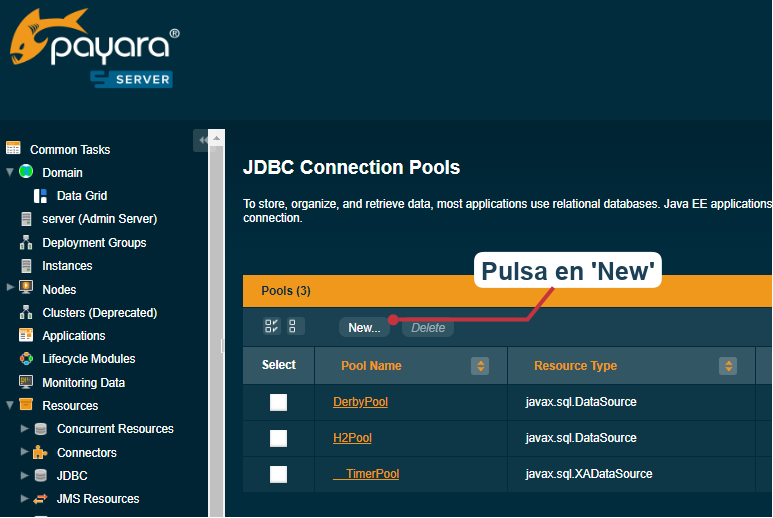 payara®
SERVER
Common Tasks
Domain
Data Grid
server (Admin Server)
Deployment Groups
Instances
Nodes
Clusters (Deprecated)
Applications
Lifecycle Modules
Monitoring Data
Resources
Concurrent Resources
Connectors
JDBC
JMS Resources
JDBC Connection Pools
To store, organize, and retrieve data, most applications use relational databases. Java EE applications
connection.
Pulsa en 'New'
Pools (3)
New... Delete
Select Pool Name Resource Type
DerbyPool javax.sql.DataSource
H2Pool javax.sql.DataSource
__TimerPool javax.sql.XADataSource